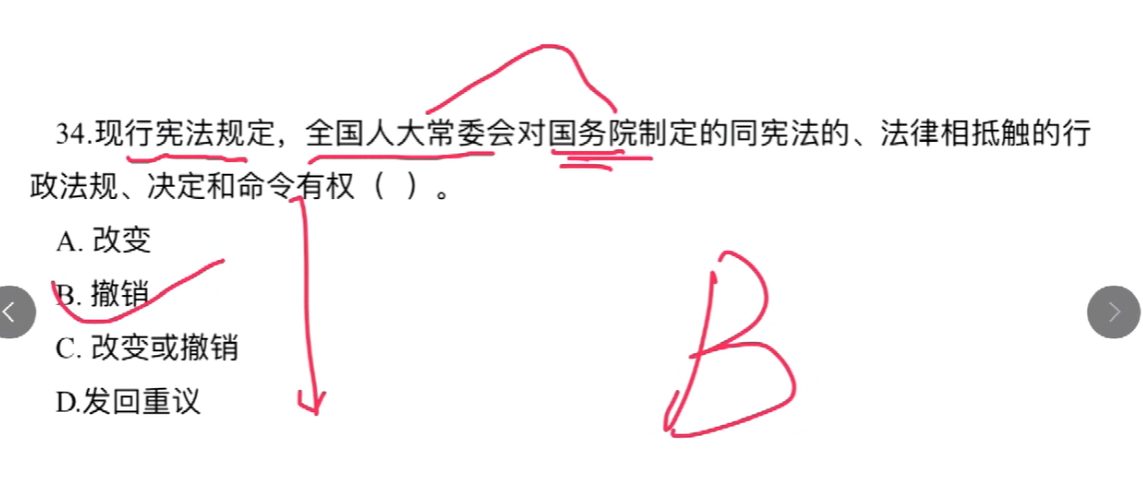 34.现行宪法规定，全国人大常委会对国务院制定的同宪法的、法律相抵触的行
政法规、决定和命令有权（ ）。
A. 改变
B. 撤销
C. 改变或撤销
D.发回重议
B